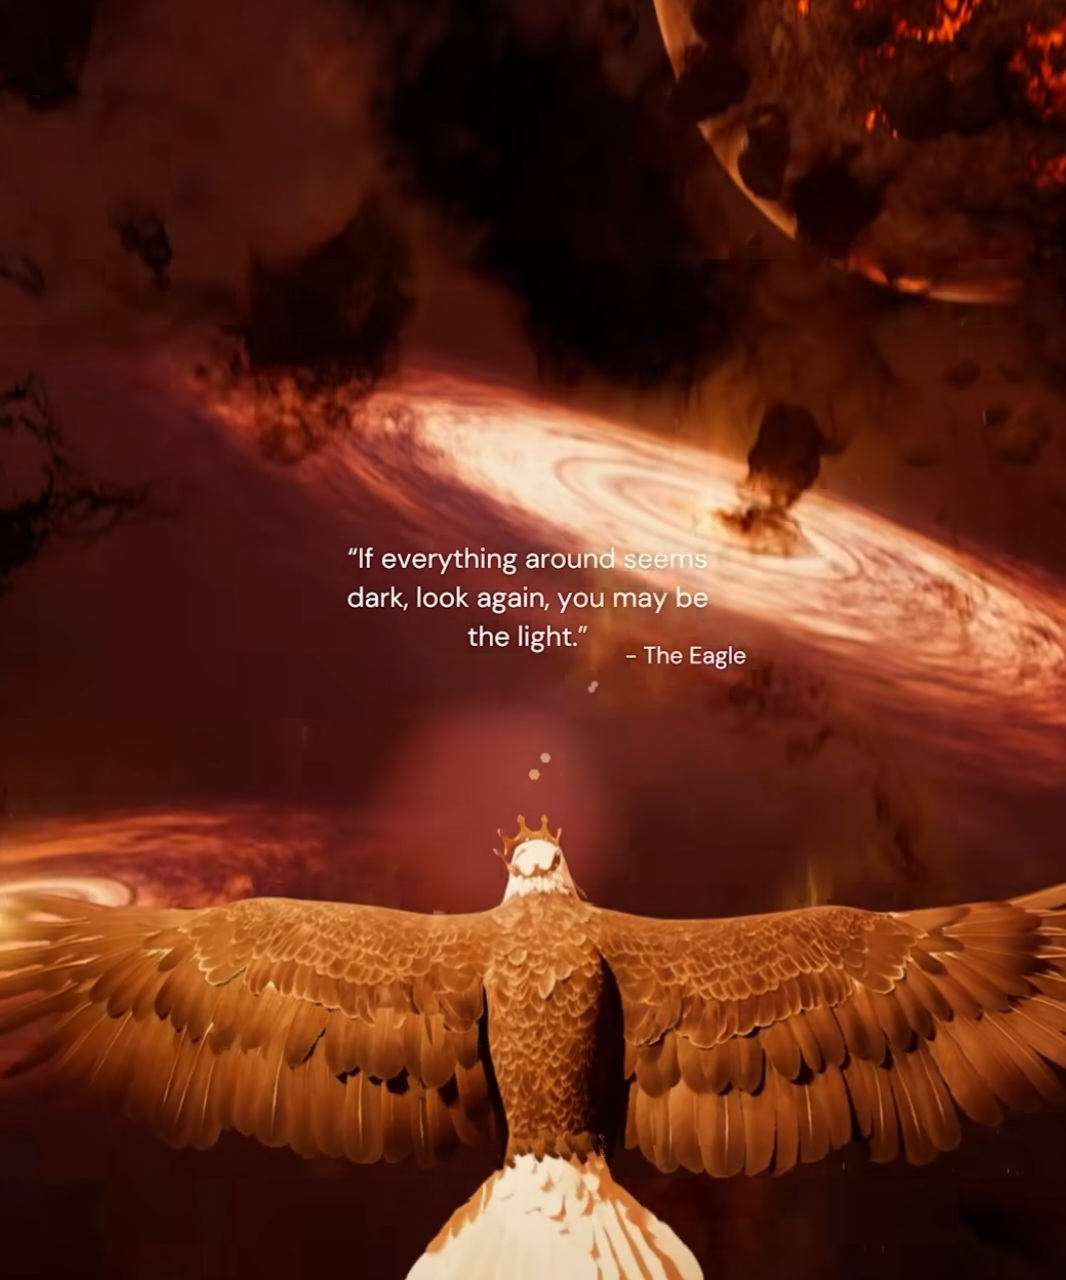 “If everything around seems
dark, look again, you may be
the light.”
- The Eagle